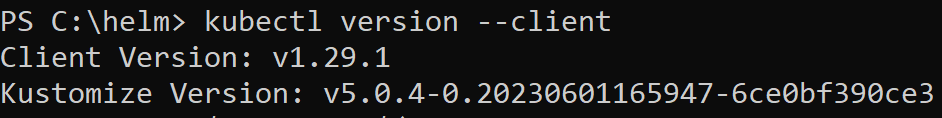 PS C:\helm> kubectl version --client
Client Version: v1.29.1
Kustomize Version: v5.0.4-0.20230601165947-6ce0bf390ce3